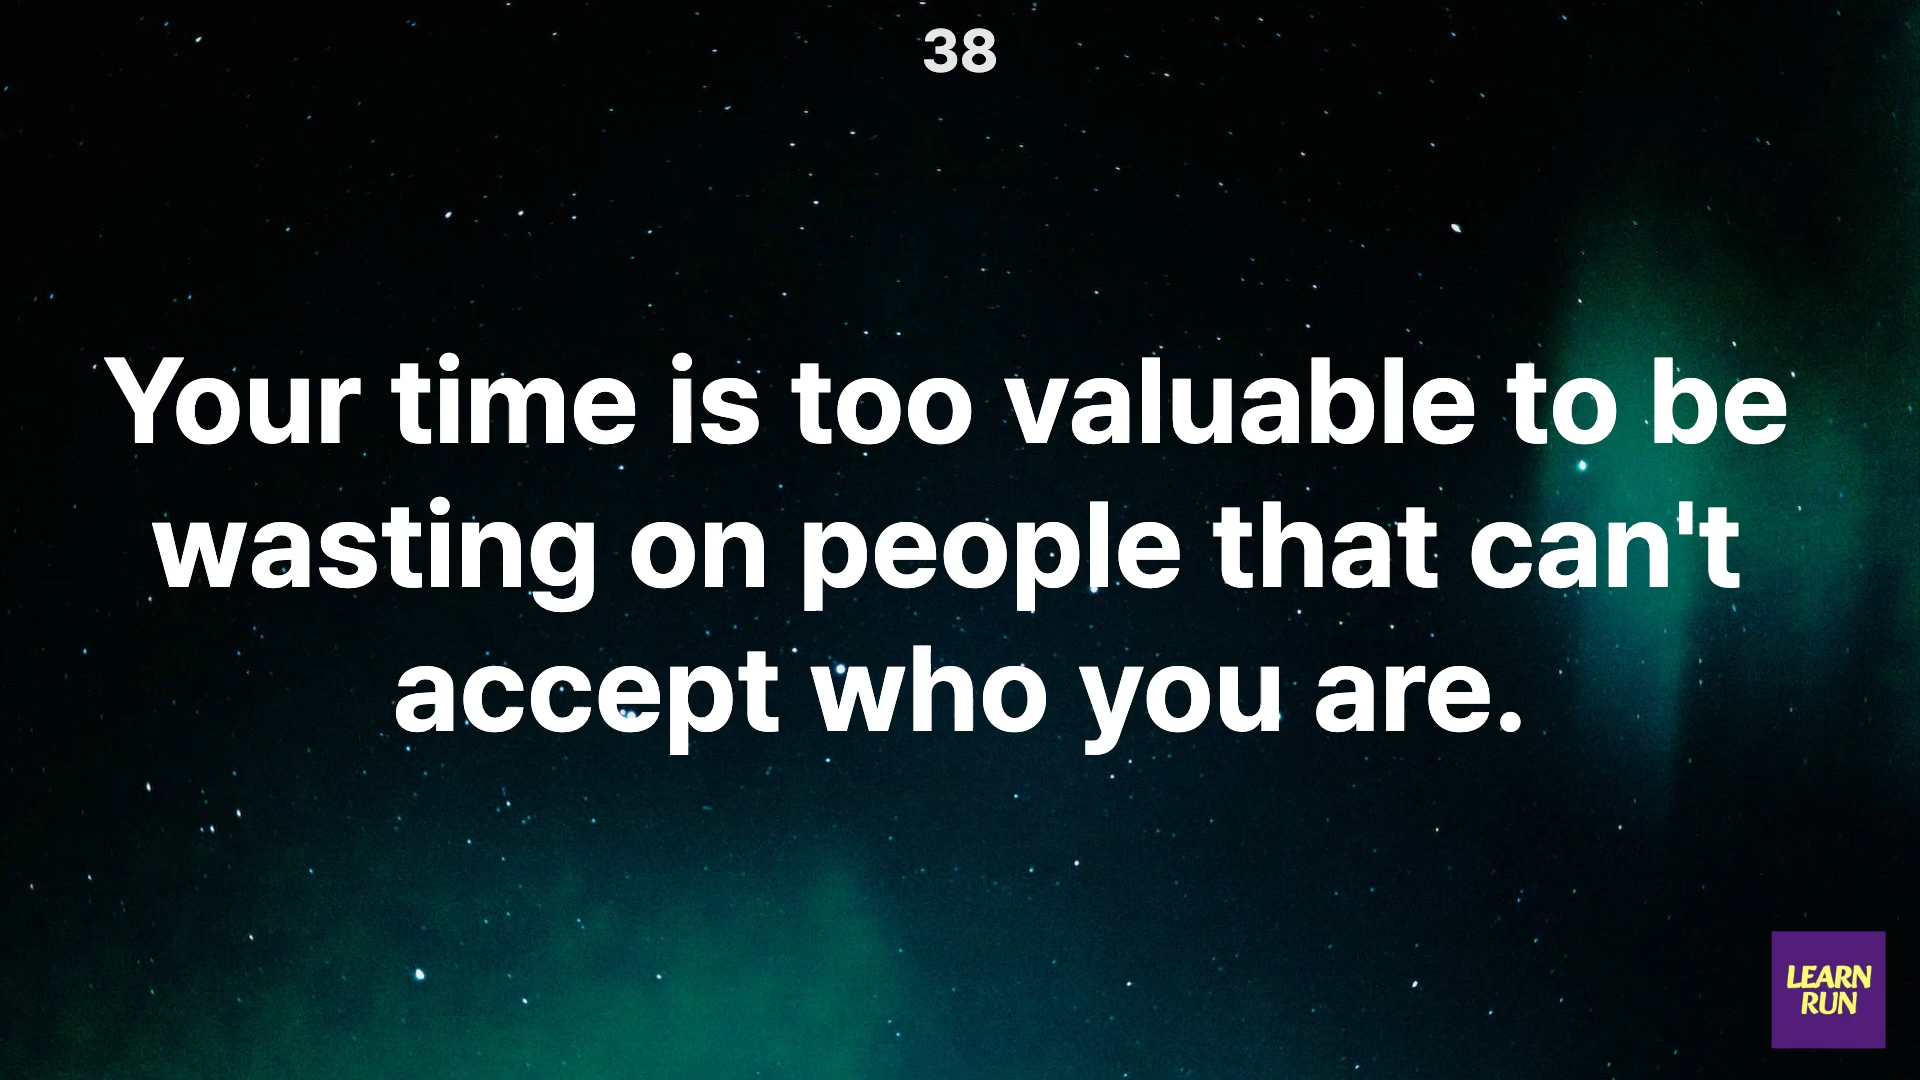 38
Your time is too valuable to be
wasting on people that can't
accept who you are.
LEARN
RUN